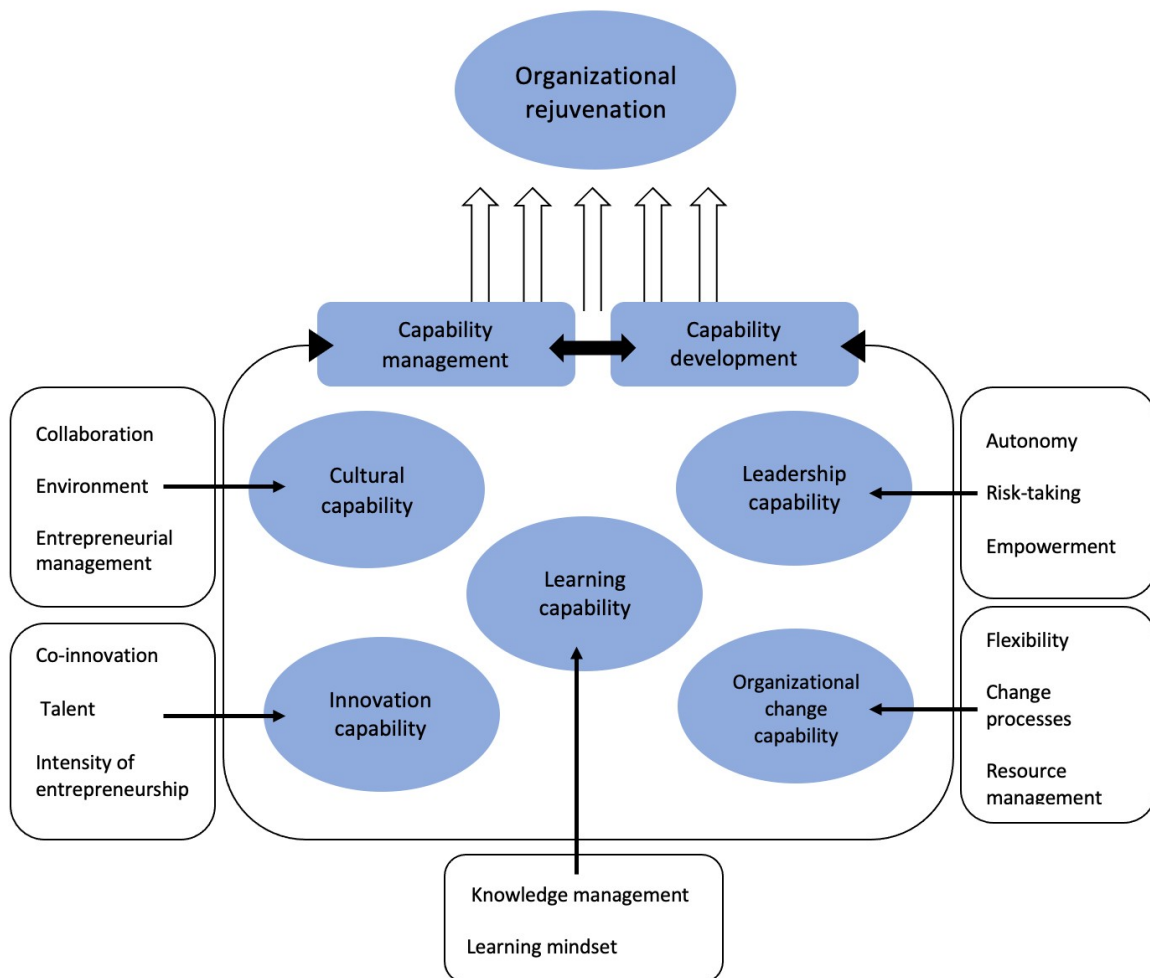 Organizational
rejuvenation
Capability
management
Capability
development
Collaboration
Environment
Entrepreneurial
management
Cultural
capability
Leadership
capability
Autonomy
Risk-taking
Empowerment
Learning
capability
Co-innovation
Talent
Intensity of
entrepreneurship
Innovation
capability
Organizational
change
capability
Flexibility
Change
processes
Resource
management
Knowledge management
Learning mindset